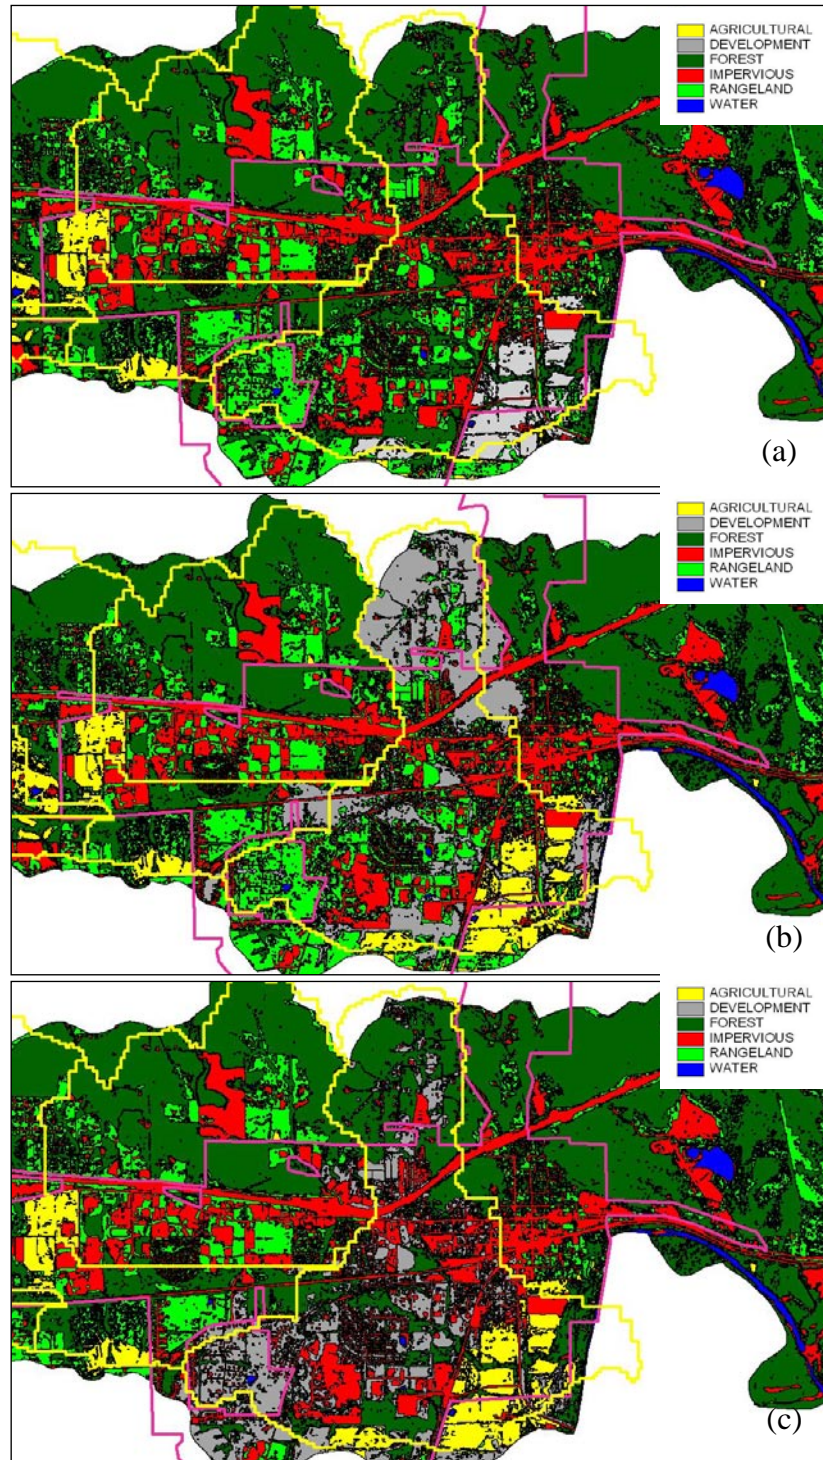 AGRICULTURAL
DEVELOPMENT
FOREST
IMPERVIOUS
RANGELAND
WATER
(a)
AGRICULTURAL
DEVELOPMENT
FOREST
IMPERVIOUS
RANGELAND
WATER
(b)
AGRICULTURAL
DEVELOPMENT
FOREST
IMPERVIOUS
RANGELAND
WATER
(c)